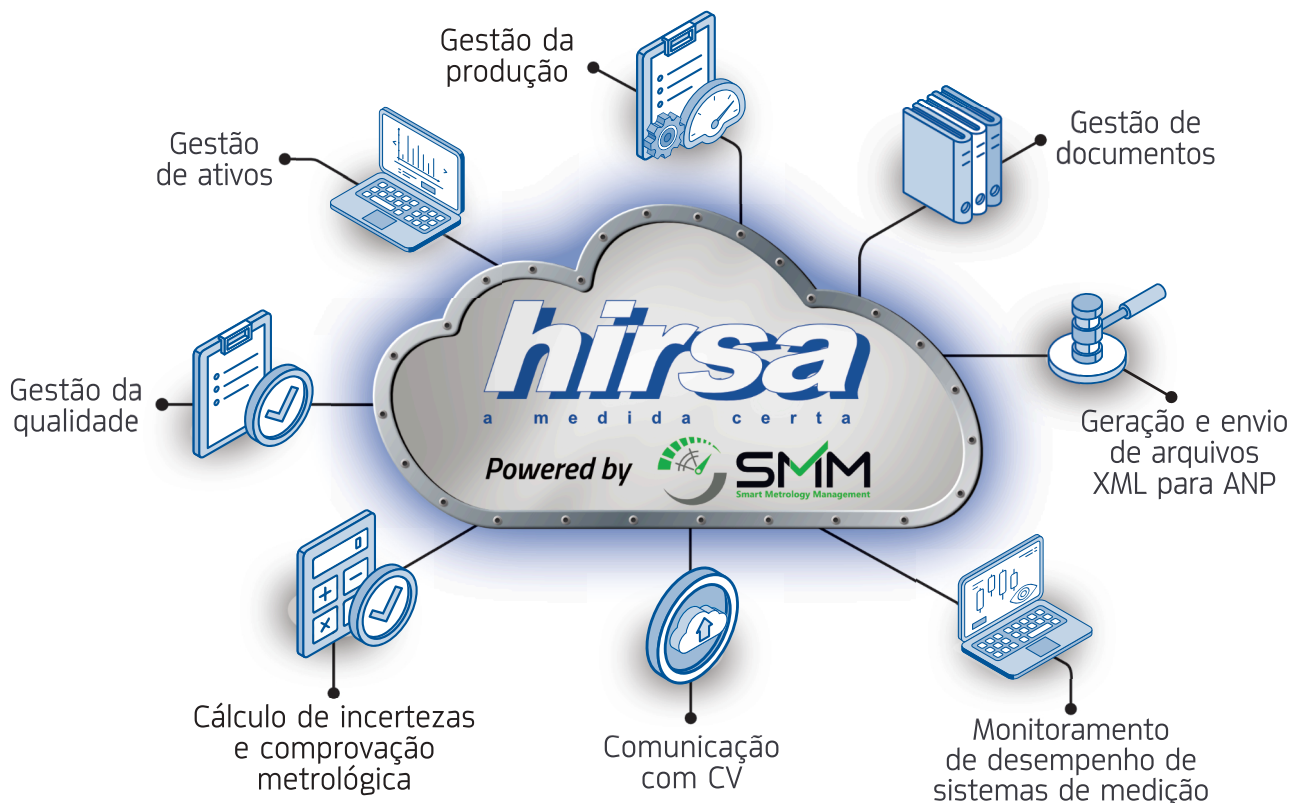 Gestão da
produção
Gestão de
documentos
Gestão
de ativos
hirsa
a medida certa
Powered by
SMM
Smart Metrology Management
Geração e envio
de arquivos
XML para ANP
Gestão da
qualidade
Cálculo de incertezas
e comprovação
metrológica
Comunicação
com CV
Monitoramento
de desempenho de
sistemas de medição